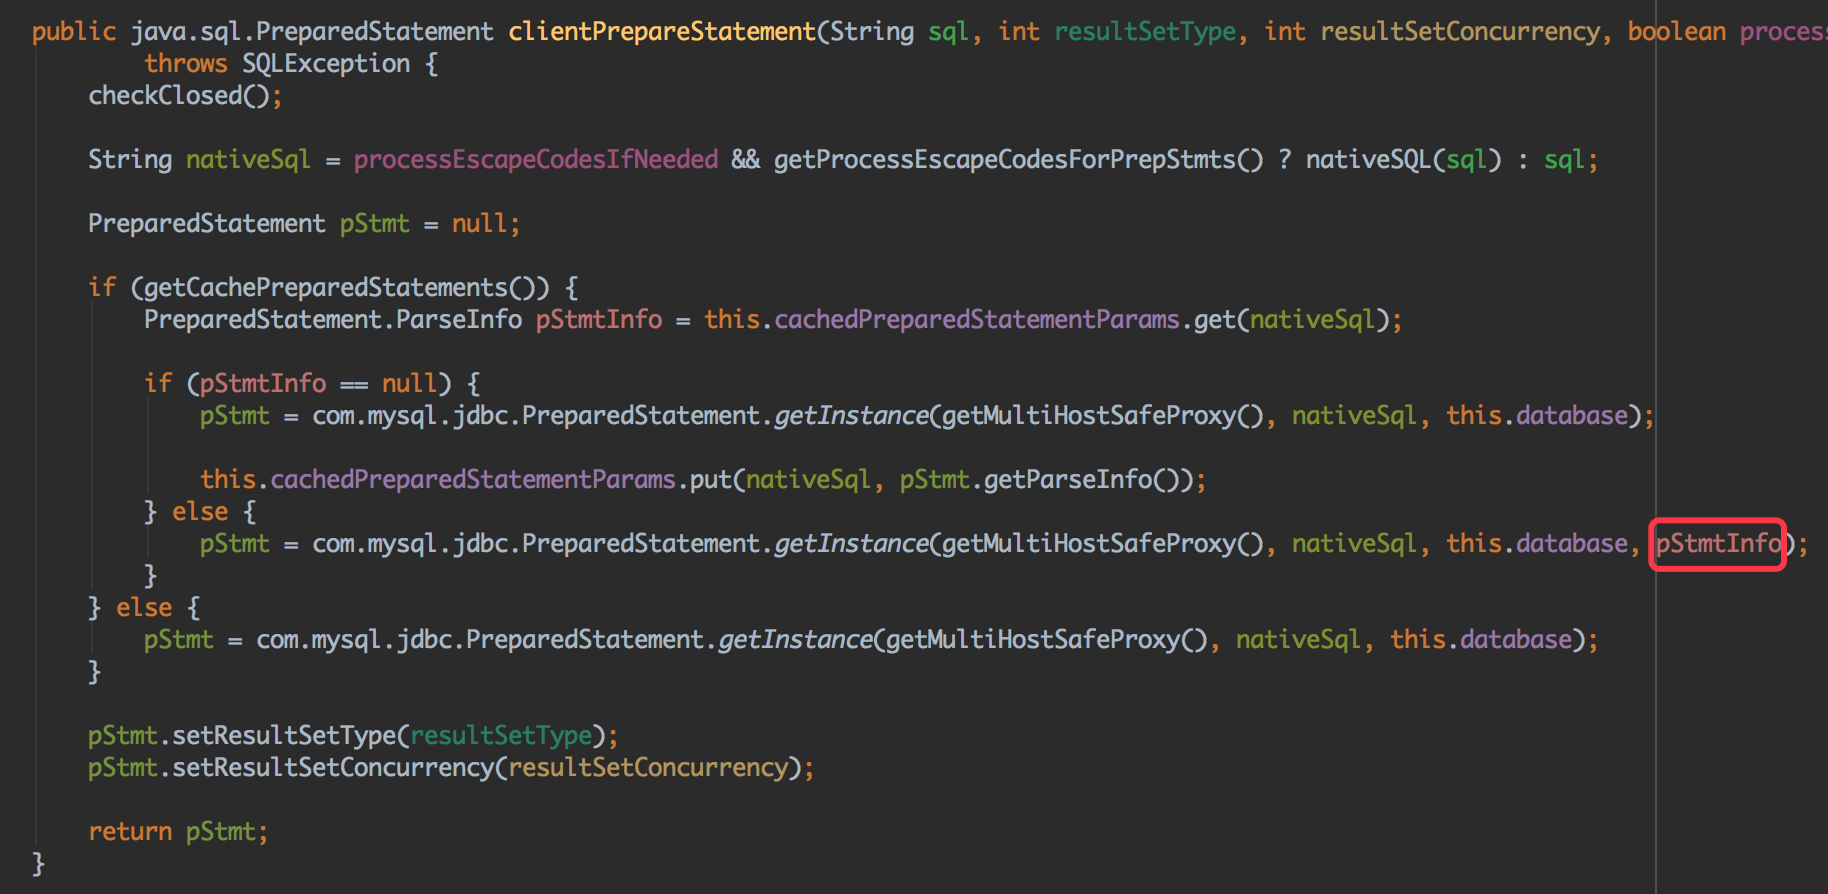 public java.sql.PreparedStatement clientPrepareStatement(String sql, int resultSetType, int resultSetConcurrency, boolean
throws SQLException {
checkClosed();
String nativeSql = processEscapeCodesIfNeeded && getProcessEscapeCodesForPrepStmts() ? nativeSQL(sql) : sql;
PreparedStatement pStmt = null;
if (getCachePreparedStatements()) {
PreparedStatement.ParseInfo pStmtInfo = this.cachedPreparedStatementParams.get(nativeSql);
if (pStmtInfo == null) {
pStmt = com.mysql.jdbc.PreparedStatement.getInstance(getMultiHostSafeProxy(), nativeSql, this.database);
this.cachedPreparedStatementParams.put(nativeSql, pStmt.getParseInfo());
} else {
pStmt = com.mysql.jdbc.PreparedStatement.getInstance(getMultiHostSafeProxy(), nativeSql, this.database, pStmtInfo);
}
} else {
pStmt = com.mysql.jdbc.PreparedStatement.getInstance(getMultiHostSafeProxy(), nativeSql, this.database);
}
pStmt.setResultSetType(resultSetType);
pStmt.setResultSetConcurrency(resultSetConcurrency);
return pStmt;
}